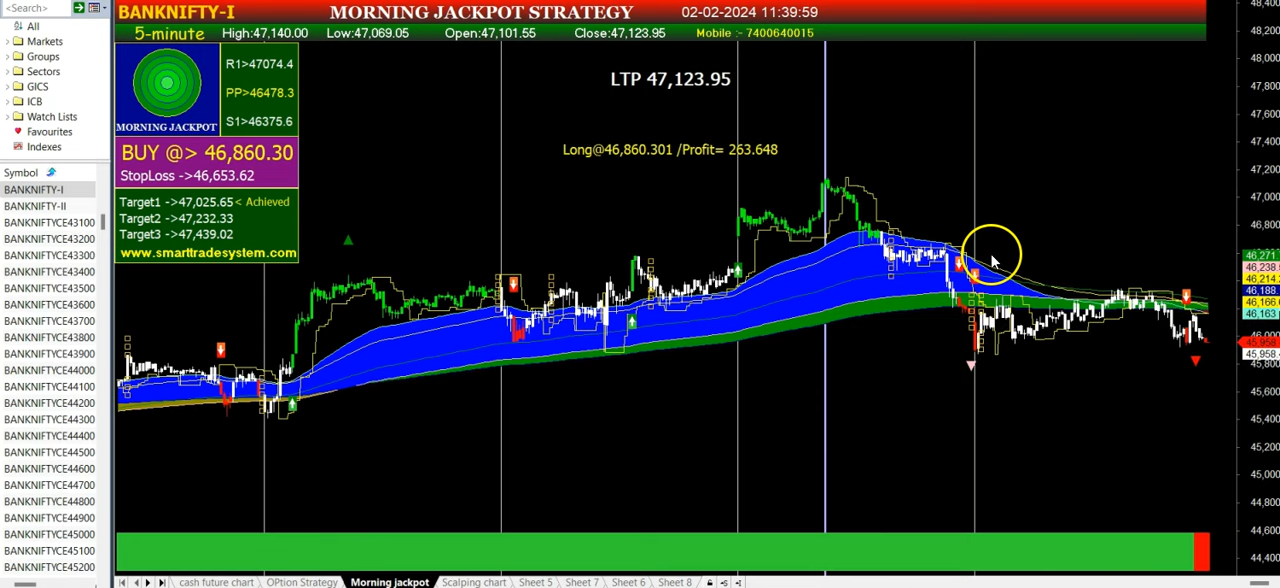 <Search>
BANKNIFTY-I
MORNING JACKPOT STRATEGY
02-02-2024 11:39:59
5-minute
High:47,140.00
Low:47,069.05
Open:47,101.55
Close:47,123.95
Mobile :- 7400640015
All
Markets
Groups
Sectors
GICS
ICB
Watch Lists
Favourites
Indexes
Symbol
BANKNIFTY-I
BANKNIFTY-II
BANKNIFTYCE43100
BANKNIFTYCE43200
BANKNIFTYCE43300
BANKNIFTYCE43400
BANKNIFTYCE43500
BANKNIFTYCE43600
BANKNIFTYCE43700
BANKNIFTYCE43800
BANKNIFTYCE43900
BANKNIFTYCE44000
BANKNIFTYCE44100
BANKNIFTYCE44200
BANKNIFTYCE44300
BANKNIFTYCE44400
BANKNIFTYCE44500
BANKNIFTYCE44600
BANKNIFTYCE44700
BANKNIFTYCE44800
BANKNIFTYCE44900
BANKNIFTYCE45000
BANKNIFTYCE45100
BANKNIFTYCE45200
MORNING JACKPOT
R1>47074.4
PP>46478.3
S1>46375.6
BUY @> 46,860.30
StopLoss ->46,653.62
Target1 ->47,025.65< Achieved
Target2 ->47,232.33
Target3 ->47,439.02
www.smarttradesystem.com
LTP 47,123.95
Long@46,860.301 /Profit= 263.648
48,400
48,200
48,000
47,800
47,600
47,400
47,200
47,000
46,800
46,271
46,238
46,214
46,188
46,166
46,163
46,000
45,958
45,958
45,800
45,600
45,400
45,200
45,000
44,800
44,600
44,400
cash future chart
OPtion Strategy
Morning jackpot
Scalping chart
Sheet 5
Sheet 7
Sheet 6
Sheet 8